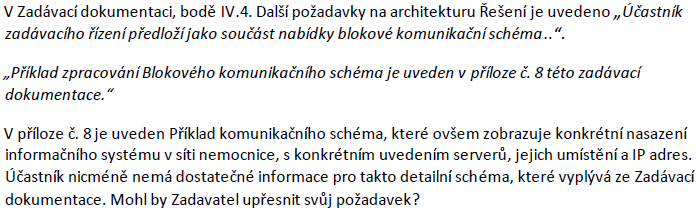 V Zadávací dokumentaci, bodě IV.4. Další požadavky na architekturu Řešení je uvedeno „Účastník
zadávacího řízení předloží jako součást nabídky blokové komunikační schéma..“.
„Příklad zpracování Blokového komunikačního schéma je uveden v příloze č. 8 této zadávací
dokumentace.“
V příloze č. 8 je uveden Příklad komunikačního schéma, které ovšem zobrazuje konkrétní nasazení
informačního systému v síti nemocnice, s konkrétním uvedením serverů, jejich umístění a IP adres.
Účastník nicméně nemá dostatečné informace pro takto detailní schéma, které vyplývá ze Zadávací
dokumentace. Mohl by Zadavatel upřesnit svůj požadavek?